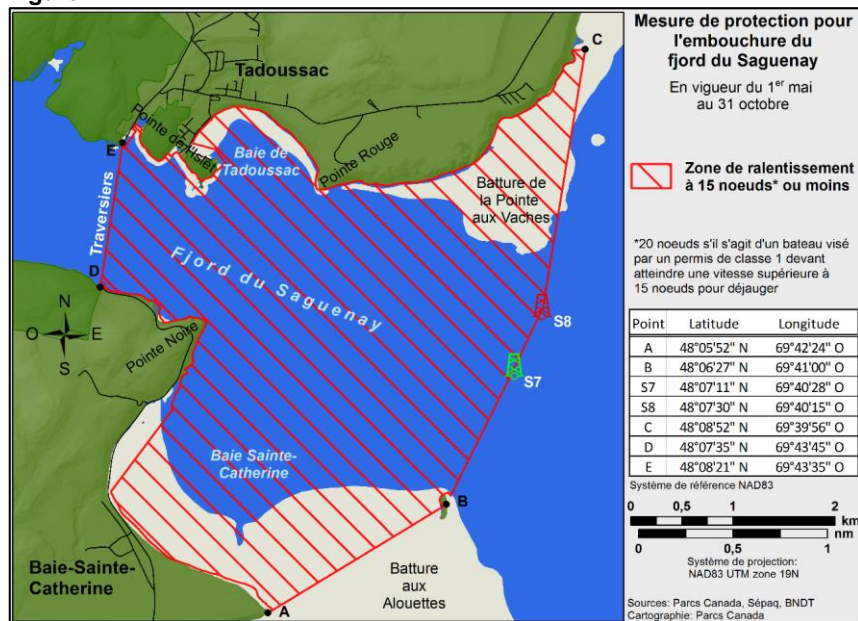 Mesure de protection pour
l'embouchure du
fjord du Saguenay
En vigueur du 1er mai
au 31 octobre
Zone de ralentissement
à 15 noeuds* ou moins
*20 noeuds s'il s'agit d'un bateau visé
par un permis de classe 1 devant
atteindre une vitesse supérieure à
15 noeuds pour déjauger
Point Latitude Longitude
A 48°05'52" N 69°42'24" O
B 48°06'27" N 69°41'00" O
S7 48°07'11" N 69°40'28" O
S8 48°07'30" N 69°40'15" O
C 48°08'52" N 69°39'56" O
D 48°07'35" N 69°43'45" O
E 48°08'21" N 69°43'35" O
Système de référence NAD83
0 0,5 1 2
km
nm
0 0,5 1
Système de projection:
NAD83 UTM zone 19N
Sources: Parcs Canada, Sépaq, BNDT
Cartographie: Parcs Canada
C
Tadoussac
Pointe de l'Islet
E
Baie de
Tadoussac
Pointe Rouge
Batture de
la Pointe
aux Vaches
Traversiers
Fjord du Saguenay
D
S8
N
O E
S
Pointe Noire
S7
Baie Sainte-
Catherine
B
Baie-Sainte-
Catherine
Batture
aux
Alouettes
A